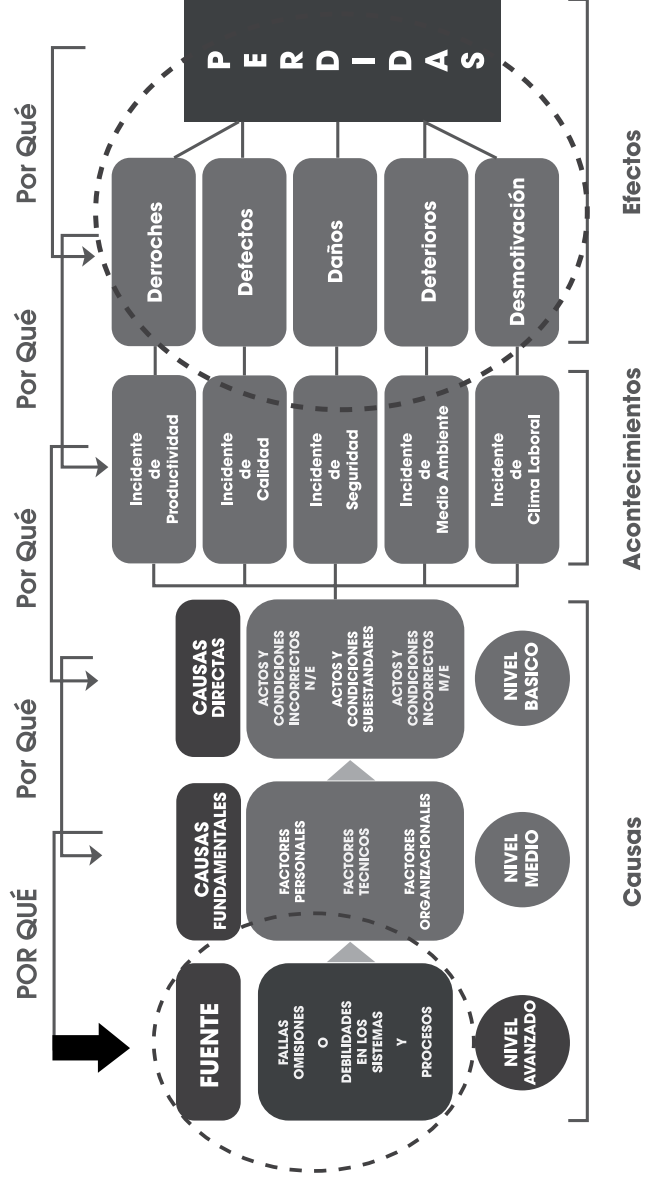 POR QUÉ
Por Qué
Por Qué
Por Qué
Por Qué
FUENTE
FALLAS
OMISIONES
O
DEBILIDADES
EN LOS
SISTEMAS
Y
PROCESOS
NIVEL
AVANZADO
CAUSAS
FUNDAMENTALES
FACTORES
PERSONALES
FACTORES
TECNICOS
FACTORES
ORGANIZACIONALES
NIVEL
MEDIO
CAUSAS
DIRECTAS
ACTOS Y
CONDICIONES
INCORRECTOS
N/E
ACTOS Y
CONDICIONES
SUBESTANDARES
ACTOS Y
CONDICIONES
INCORRECTOS
M/E
NIVEL
BASICO
Incidente
de
Productividad
Incidente
de
Calidad
Incidente
de
Seguridad
Incidente
de
Medio Ambiente
Incidente
de
Clima Laboral
Derroches
Defectos
Daños
Deterioros
Desmotivación
PERDIDAS
Causas
Acontecimientos
Efectos